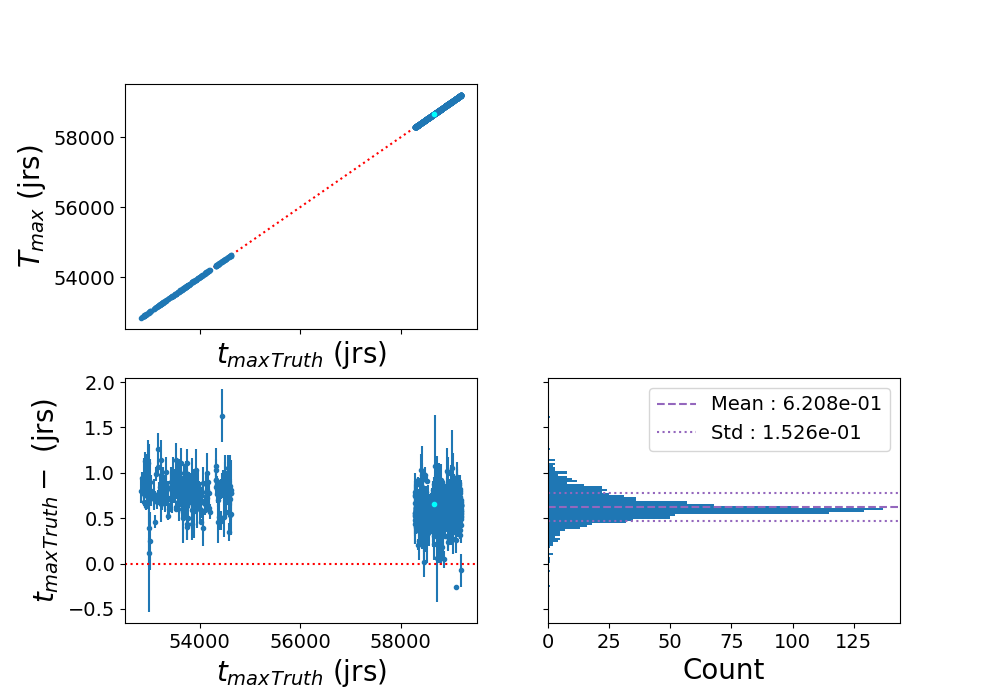 58000
56000
54000
T_max (jrs)
t_maxTruth (jrs)
2.0
1.5
1.0
0.5
0.0
−0.5
t_maxTruth − (jrs)
54000 56000 58000
t_maxTruth (jrs)
Mean : 6.208e-01
Std : 1.526e-01
0 25 50 75 100 125
Count